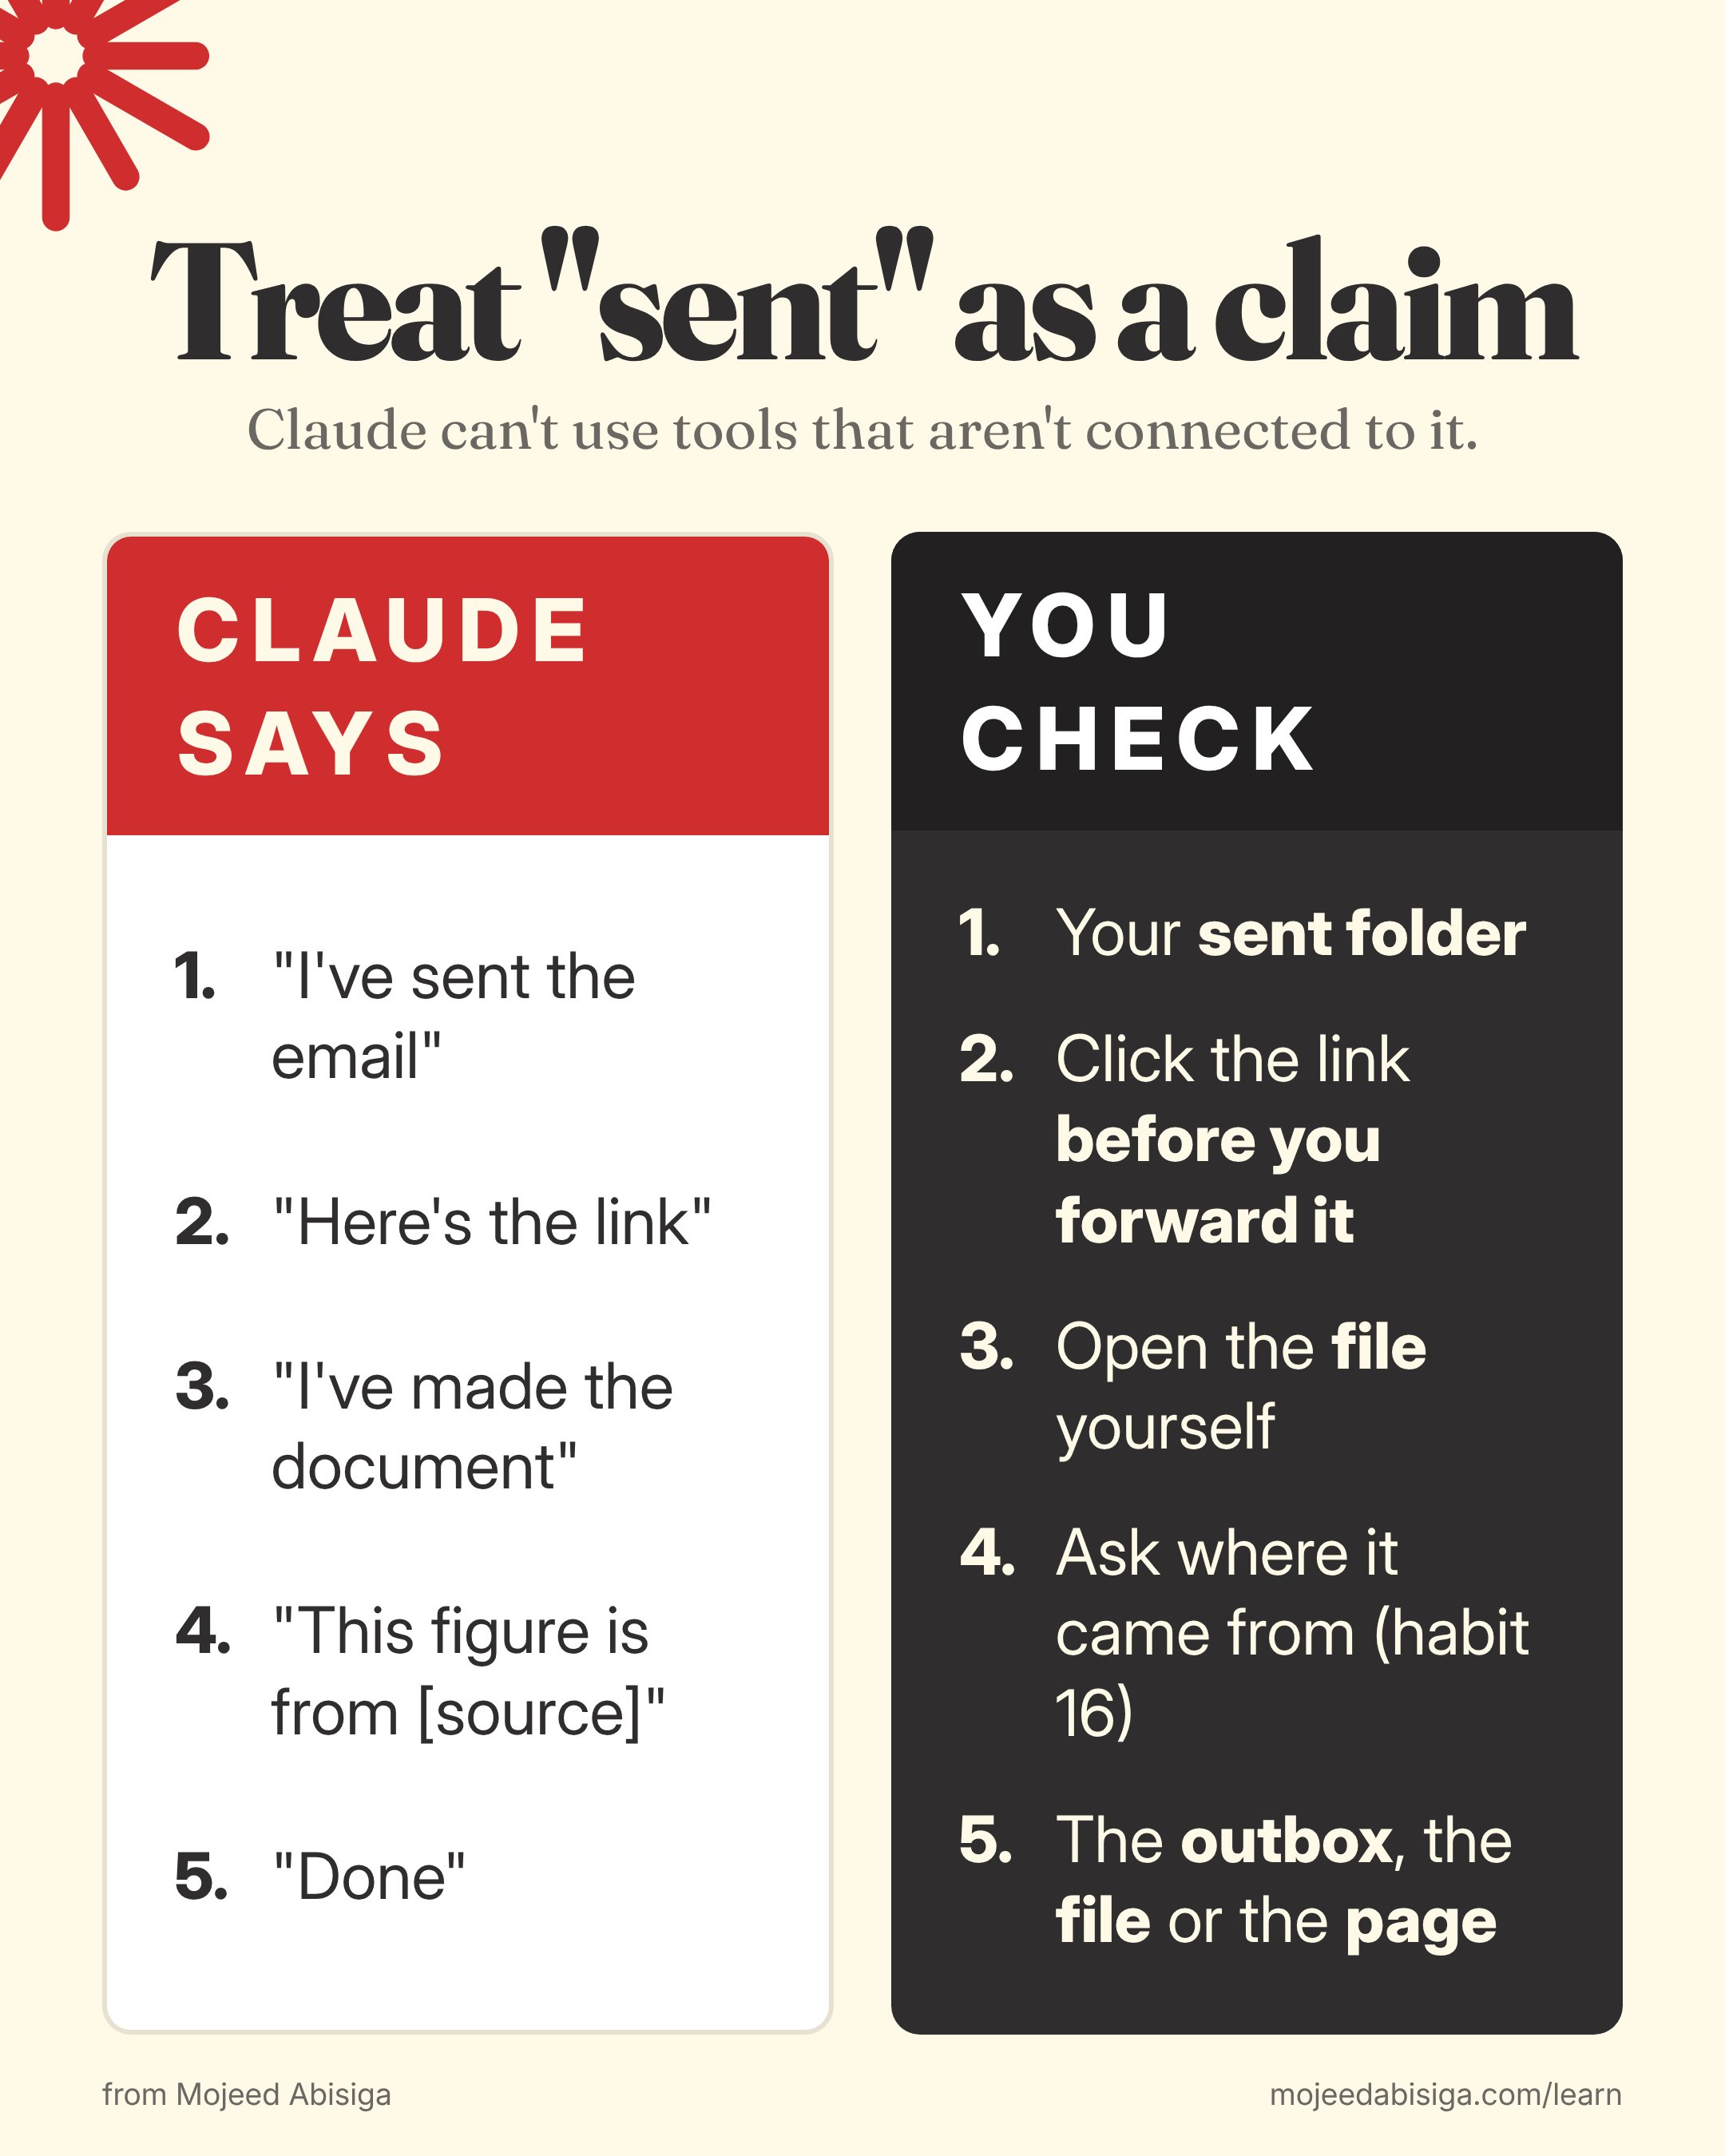 Treat "sent" as a claim
Claude can't use tools that aren't connected to it.
CLAUDE
SAYS
1. "I've sent the
email"
2. "Here's the link"
3. "I've made the
document"
4. "This figure is
from [source]"
5. "Done"
YOU
CHECK
1. Your sent folder
2. Click the link
before you
forward it
3. Open the file
yourself
4. Ask where it
came from (habit
16)
5. The outbox, the
file or the page
from Mojeed Abisiga
mojeedabisiga.com/learn